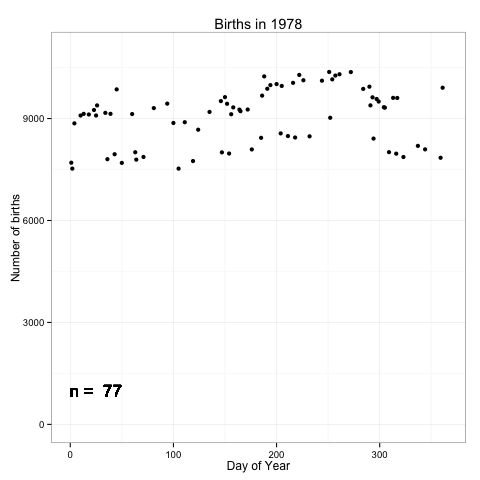 Births in 1978
Number of births
9000
6000
3000
0
n = 77
0 100 200 300
Day of Year